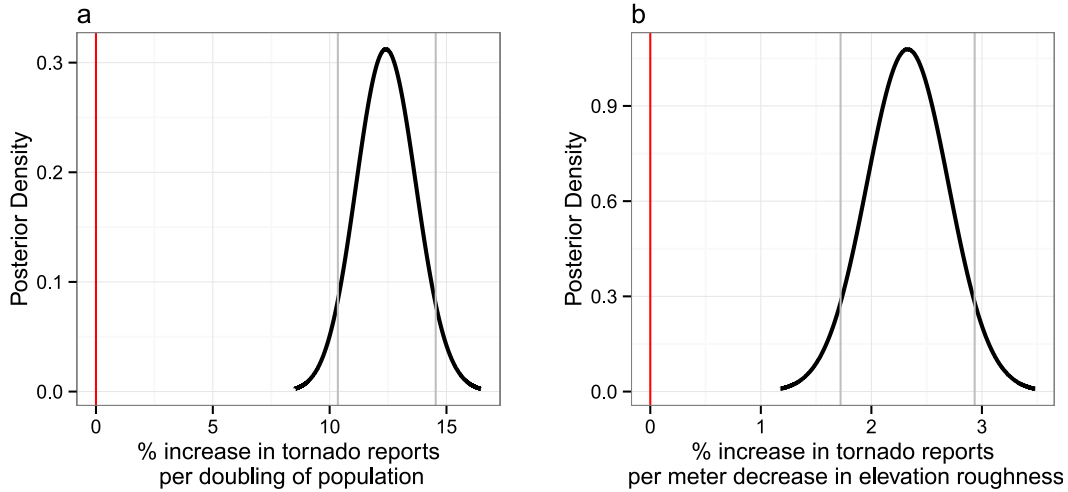 a
Posterior Density
0.3
0.2
0.1
0.0
0 5 10 15
% increase in tornado reports
per doubling of population
b
Posterior Density
0.9
0.6
0.3
0.0
0 1 2 3
% increase in tornado reports
per meter decrease in elevation roughness